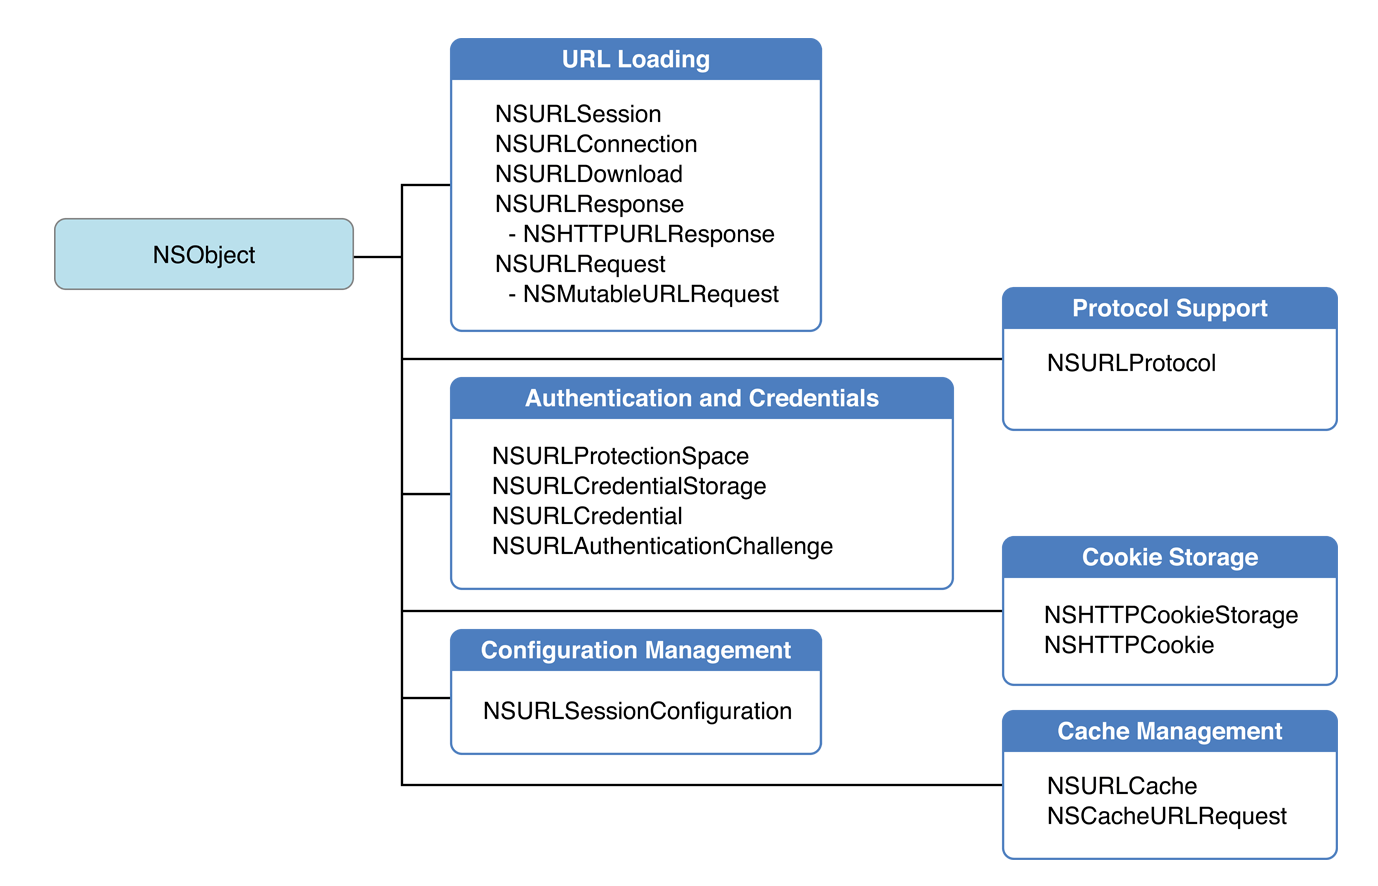 NSObject
URL Loading
NSURLSession
NSURLConnection
NSURLDownload
NSURLResponse
- NSHTTPURLResponse
NSURLRequest
- NSMutableURLRequest
Protocol Support
NSURLProtocol
Authentication and Credentials
NSURLProtectionSpace
NSURLCredentialStorage
NSURLCredential
NSURLAuthenticationChallenge
Cookie Storage
NSHTTPCookieStorage
NSHTTPCookie
Configuration Management
NSURLSessionConfiguration
Cache Management
NSURLCache
NSCacheURLRequest